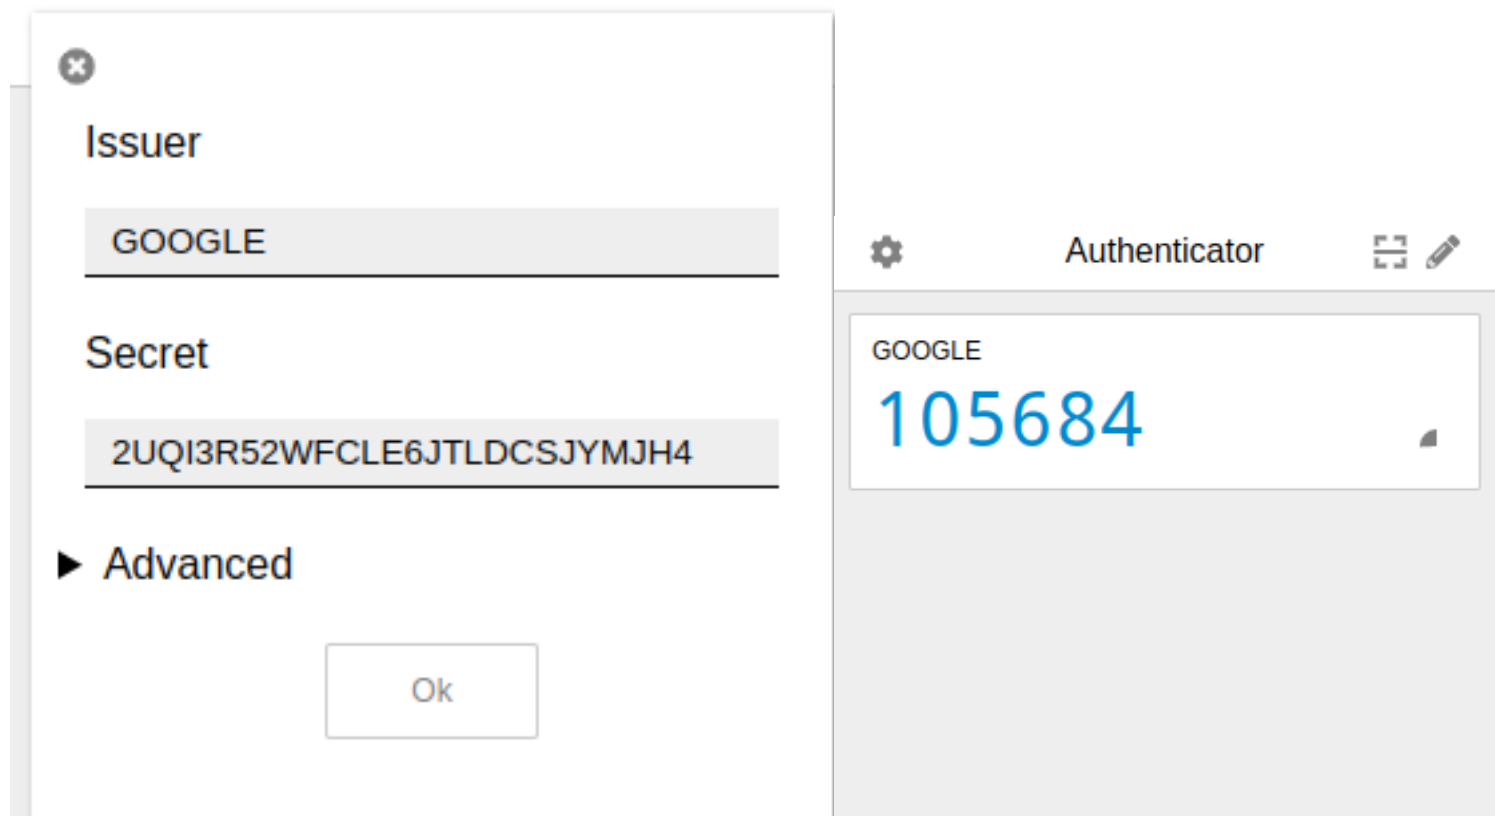 Issuer
GOOGLE
Secret
2UQI3R52WFCLE6JTLDCSJYMJH4
Advanced
Ok
Authenticator
GOOGLE
105684